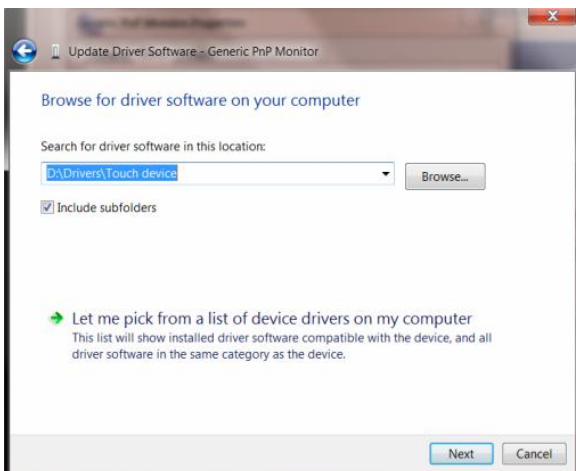 Update Driver Software - Generic PnP Monitor
Browse for driver software on your computer
Search for driver software in this location:
D:\Drivers\Touch device
Browse...
Include subfolders
Let me pick from a list of device drivers on my computer
This list will show installed driver software compatible with the device, and all
driver software in the same category as the device.
Next
Cancel